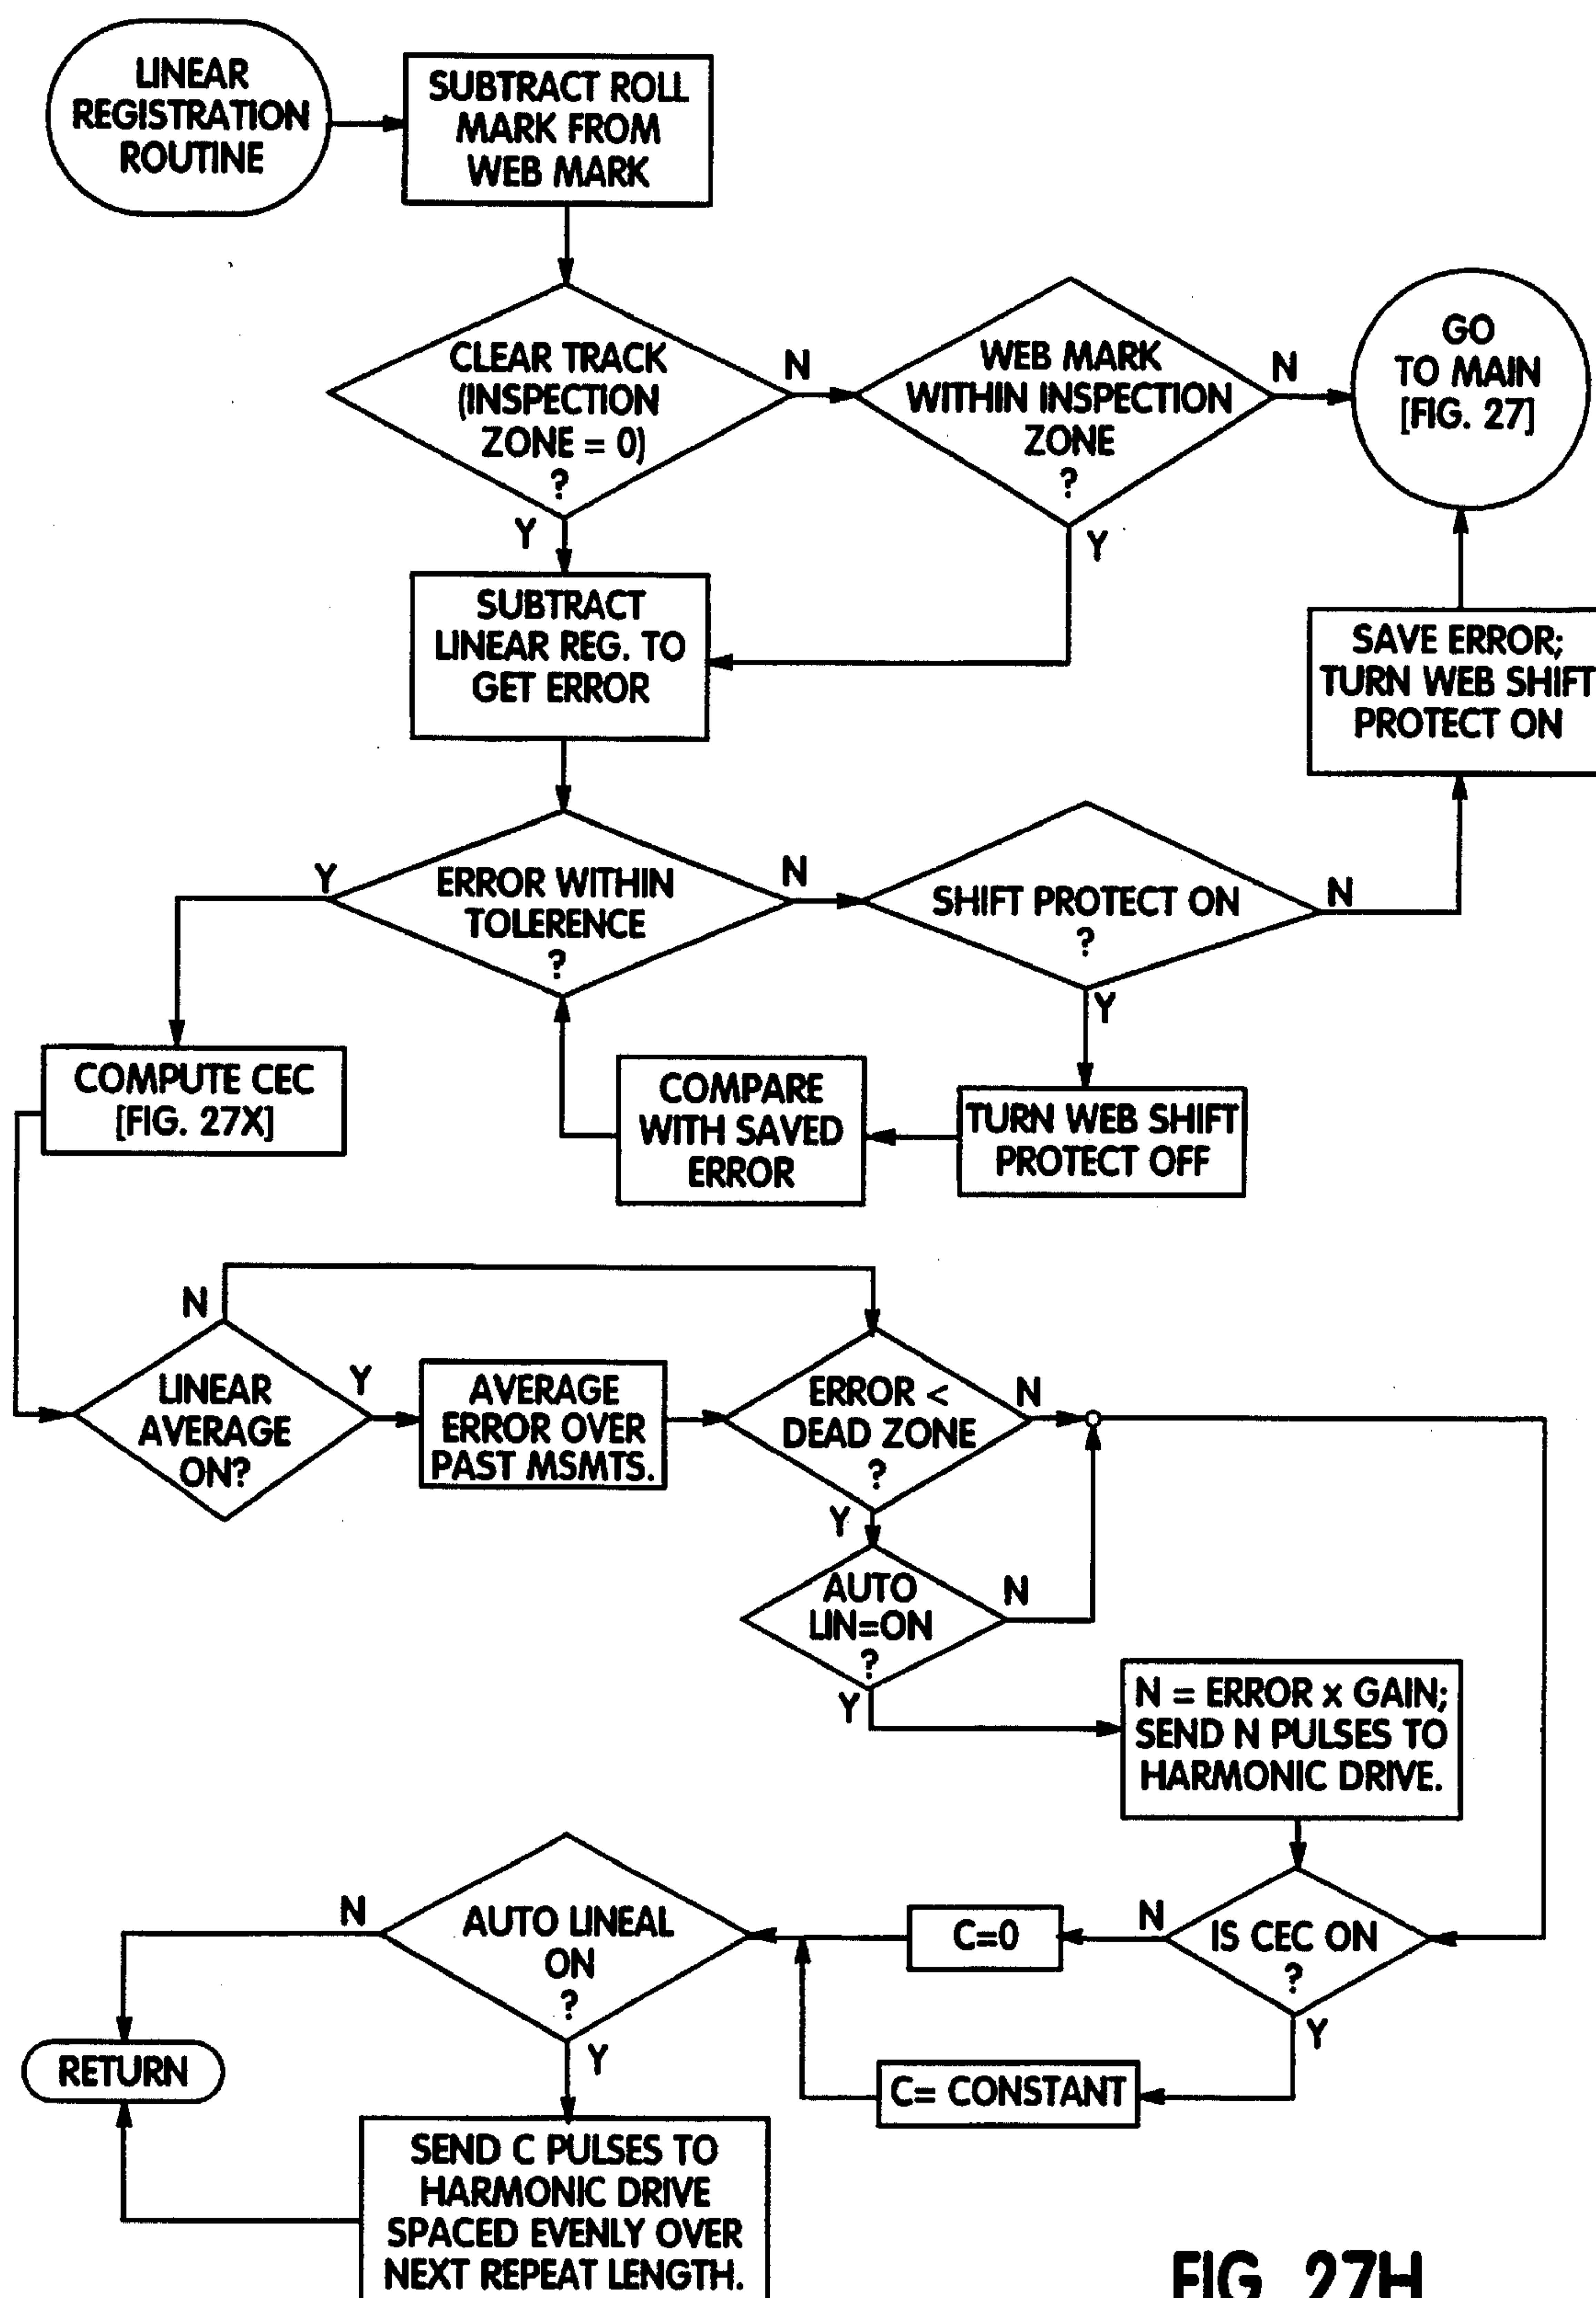 LINEAR
REGISTRATION
ROUTINE
SUBTRACT ROLL
MARK FROM
WEB MARK
CLEAR TRACK
(INSPECTION
ZONE = 0)
?
N
Y
WEB MARK
WITHIN INSPECTION
ZONE
?
N
Y
GO
TO MAIN
[FIG. 27]
SUBTRACT
LINEAR REG. TO
GET ERROR
SAVE ERROR;
TURN WEB SHIFT
PROTECT ON
Y
ERROR WITHIN
TOLERENCE
?
N
SHIFT PROTECT ON
?
N
Y
COMPUTE CEC
[FIG. 27X]
COMPARE
WITH SAVED
ERROR
TURN WEB SHIFT
PROTECT OFF
N
LINEAR
AVERAGE
ON?
Y
AVERAGE
ERROR OVER
PAST MSMTS.
ERROR <
DEAD ZONE
?
N
Y
AUTO
LIN=ON
?
N
Y
N = ERROR x GAIN;
SEND N PULSES TO
HARMONIC DRIVE.
N
AUTO LINEAL
ON
?
Y
C=0
N
IS CEC ON
?
Y
RETURN
C= CONSTANT
SEND C PULSES TO
HARMONIC DRIVE
SPACED EVENLY OVER
NEXT REPEAT LENGTH.
FIG. 27H